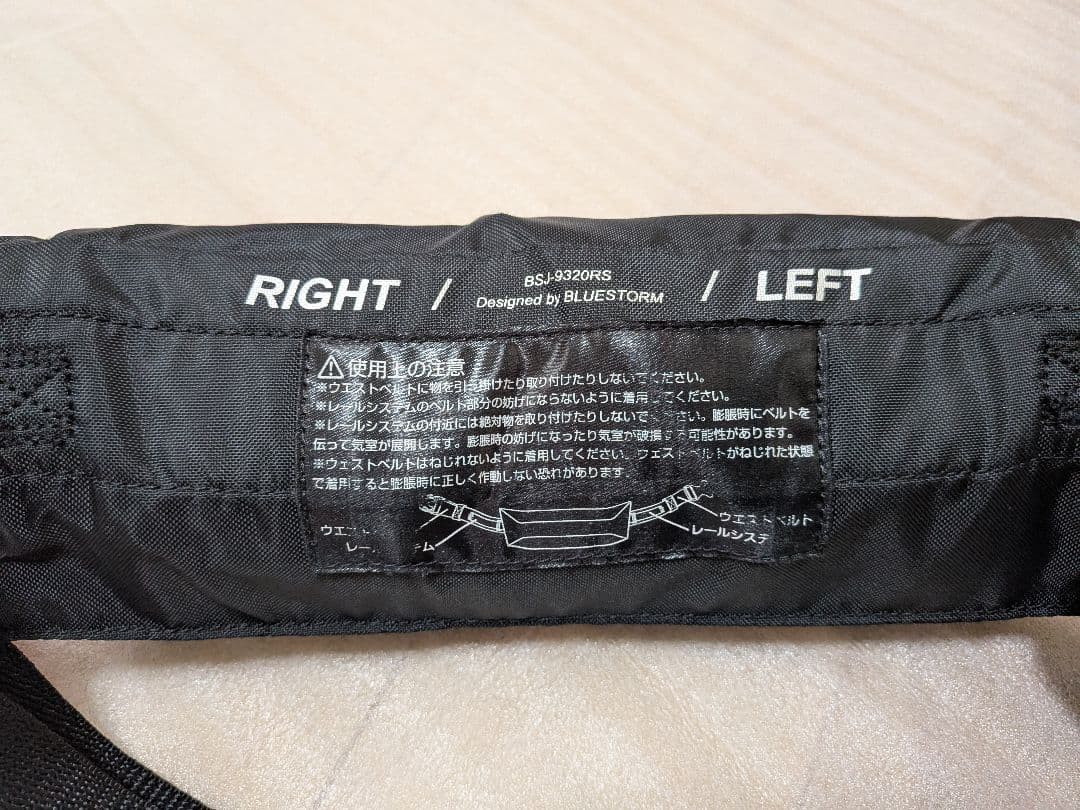 RIGHT / BSJ-9320RS / LEFT
Designed by BLUESTORM
⚠使用上の注意
※ウエストベルトに物を引き掛けたり取り付けたりしないでください。
※レールシステムのベルト部分の妨げにならないように着用してください。
※レールシステムの付近には絶対物を取り付けたりしないで ください。膨脹時にベルトを
伝って気室が展開します。膨脹時の妨げになったり気室が破損する可能性があります。
※ウェストベルトはねじれないように着用してください。ウェストベルトがねじれた状態
で着用すると膨脹時に正しく作動しない恐れがあります。
ウエストベルト
レールシステ
ウエ
レー テム